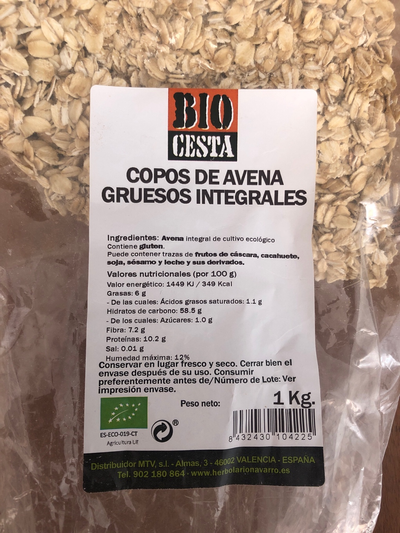 BIO
CESTA
COPOS DE AVENA
GRUESOS INTEGRALES
Ingredientes: Avena integral de cultivo ecológico
Contiene gluten.
Puede contener trazas de frutos de cáscara, cacahuete,
soja, sésamo y leche y sus derivados.
Valores nutricionales (por 100 g)
Valor energético: 1449 KJ / 349 Kcal
Grasas: 6 g
- De las cuales: Ácidos grasos saturados: 1.1 g
Hidratos de carbono: 58.5 g
- De los cuales: Azúcares: 1.0 g
Fibra: 7.2 g
Proteínas: 10.2 g
Sal: 0.01 g
Humedad máxima: 12%
Conservar en lugar fresco y seco. Cerrar bien el
envase después de su uso. Consumir
preferentemente antes de/Número de Lote: Ver
impresión envase.
Peso neto: 1 Kg.
ES-ECO-019-CT
Agricultura UE
®
8 432430 104225
Distribuidor MTV, s.l. - Almas, 3 - 46002 VALENCIA - ESPAÑA
Tel. 902 180 864 - www.herbolarionavarro.es